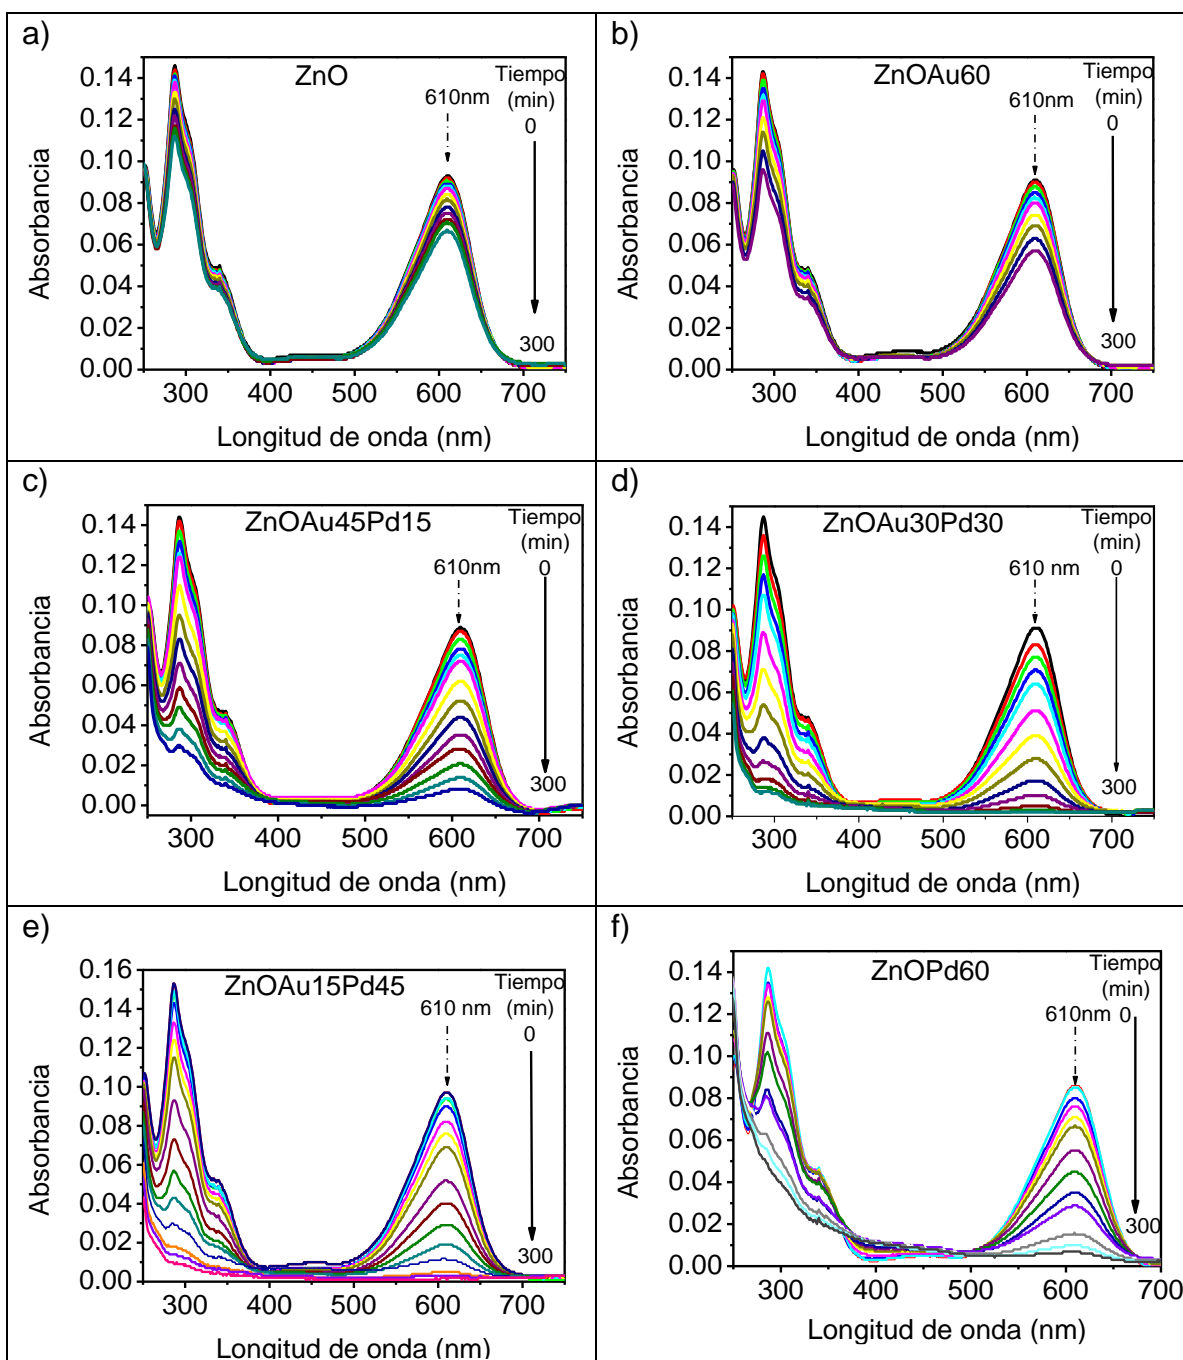 a)
ZnO
Tiempo
(min)
610nm
0
300
0.14
0.12
0.10
0.08
0.06
0.04
0.02
0.00
Absorbancia
300 400 500 600 700
Longitud de onda (nm)
b)
ZnOAu60
Tiempo
(min)
610nm
0
300
0.14
0.12
0.10
0.08
0.06
0.04
0.02
0.00
Absorbancia
300 400 500 600 700
Longitud de onda (nm)
c)
ZnOAu45Pd15
Tiempo
(min)
610nm
0
300
0.14
0.12
0.10
0.08
0.06
0.04
0.02
0.00
Absorbancia
300 400 500 600 700
Longitud de onda (nm)
d)
ZnOAu30Pd30
Tiempo
(min)
610 nm
0
300
0.14
0.12
0.10
0.08
0.06
0.04
0.02
0.00
Absorbancia
300 400 500 600 700
Longitud de onda (nm)
e)
ZnOAu15Pd45
Tiempo
(min)
610 nm
0
300
0.16
0.14
0.12
0.10
0.08
0.06
0.04
0.02
0.00
Absorbancia
300 400 500 600 700
Longitud de onda (nm)
f)
ZnOPd60
Tiempo
(min)
610nm
0
300
0.14
0.12
0.10
0.08
0.06
0.04
0.02
0.00
Absorbancia
300 400 500 600 700
Longitud de onda (nm)